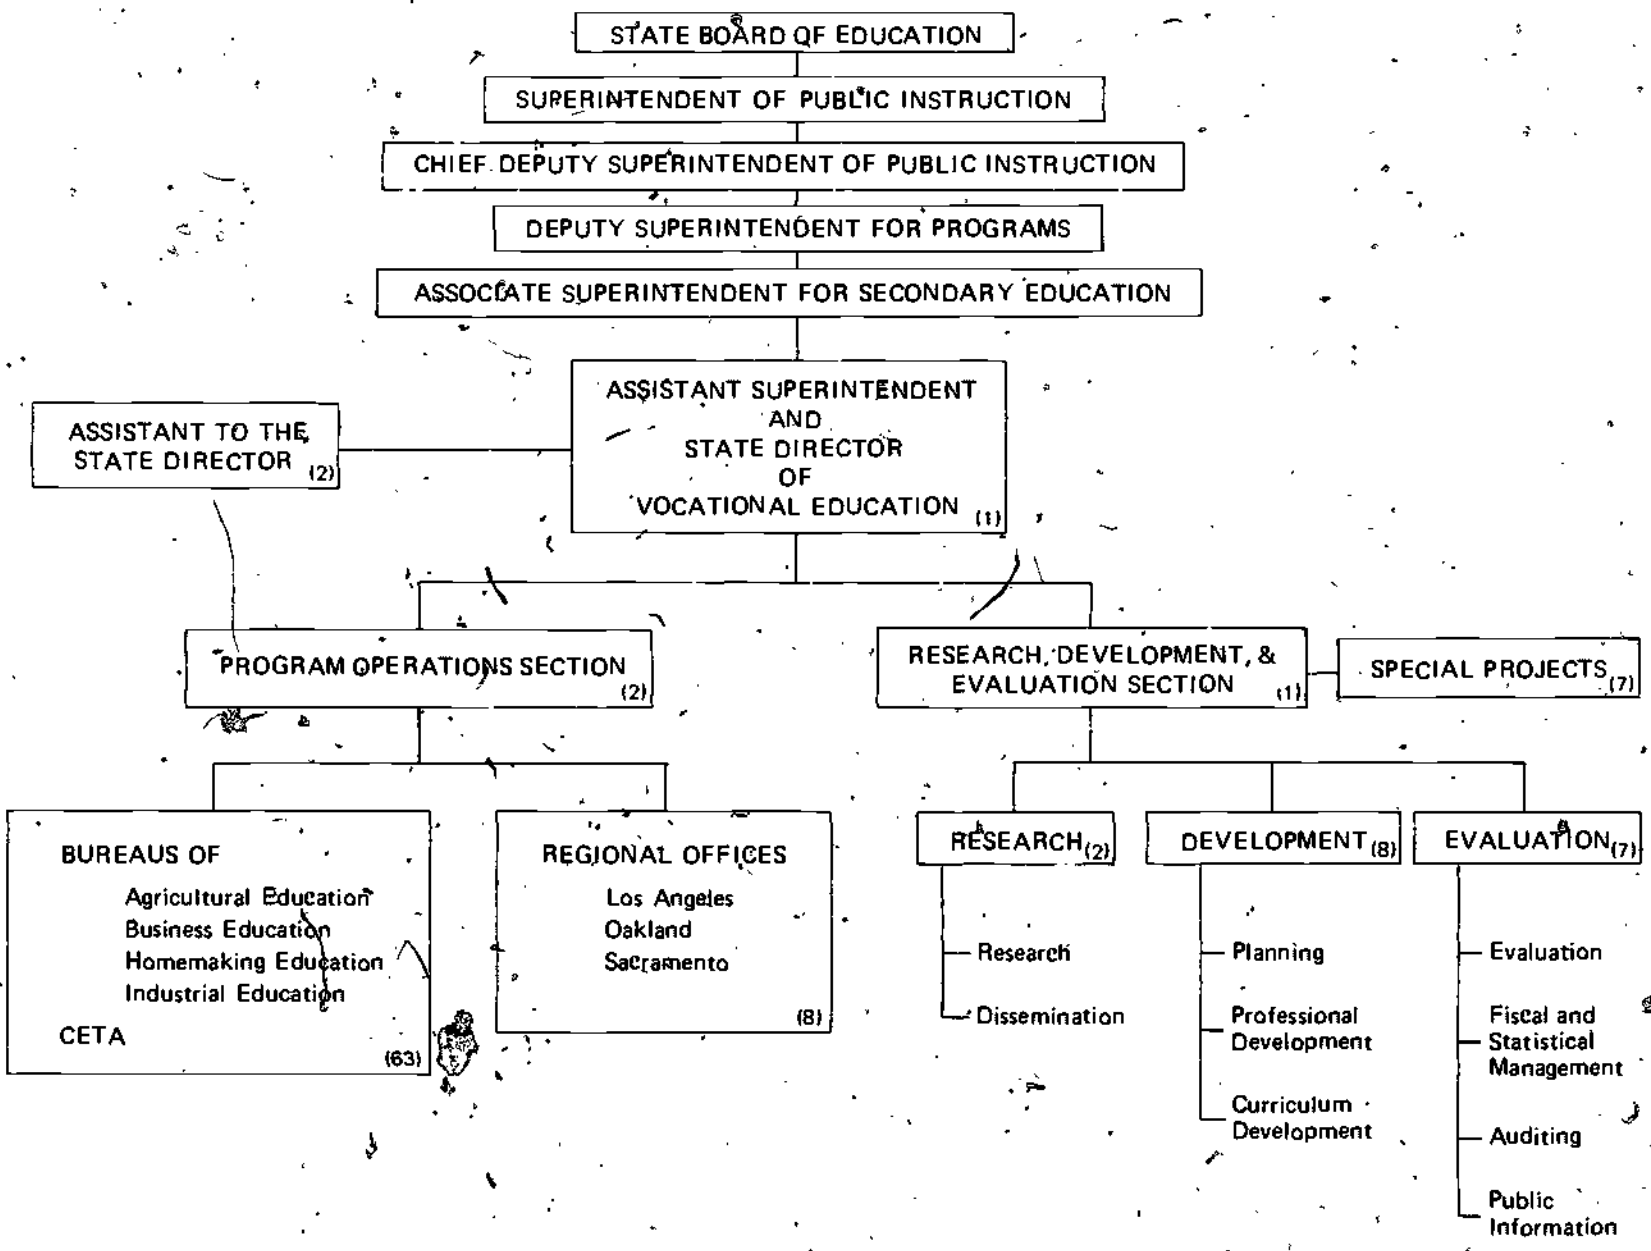 STATE BOARD OF EDUCATION
SUPERINTENDENT OF PUBLIC INSTRUCTION
CHIEF DEPUTY SUPERINTENDENT OF PUBLIC INSTRUCTION
DEPUTY SUPERINTENDENT FOR PROGRAMS
ASSOCIATE SUPERINTENDENT FOR SECONDARY EDUCATION
ASSISTANT SUPERINTENDENT
AND
STATE DIRECTOR
OF
VOCATIONAL EDUCATION (1)
ASSISTANT TO THE
STATE DIRECTOR (2)
PROGRAM OPERATIONS SECTION
(2)
RESEARCH, DEVELOPMENT, &
EVALUATION SECTION (1)
SPECIAL PROJECTS (7)
BUREAUS OF
Agricultural Education
Business Education
Homemaking Education
Industrial Education
CETA
(63)
REGIONAL OFFICES
Los Angeles
Oakland
Sacramento
(8)
RESEARCH (2)
Research
Dissemination
DEVELOPMENT (8)
Planning
Professional
Development
Curriculum
Development
EVALUATION (7)
Evaluation
Fiscal and
Statistical
Management
Auditing
Public
Information